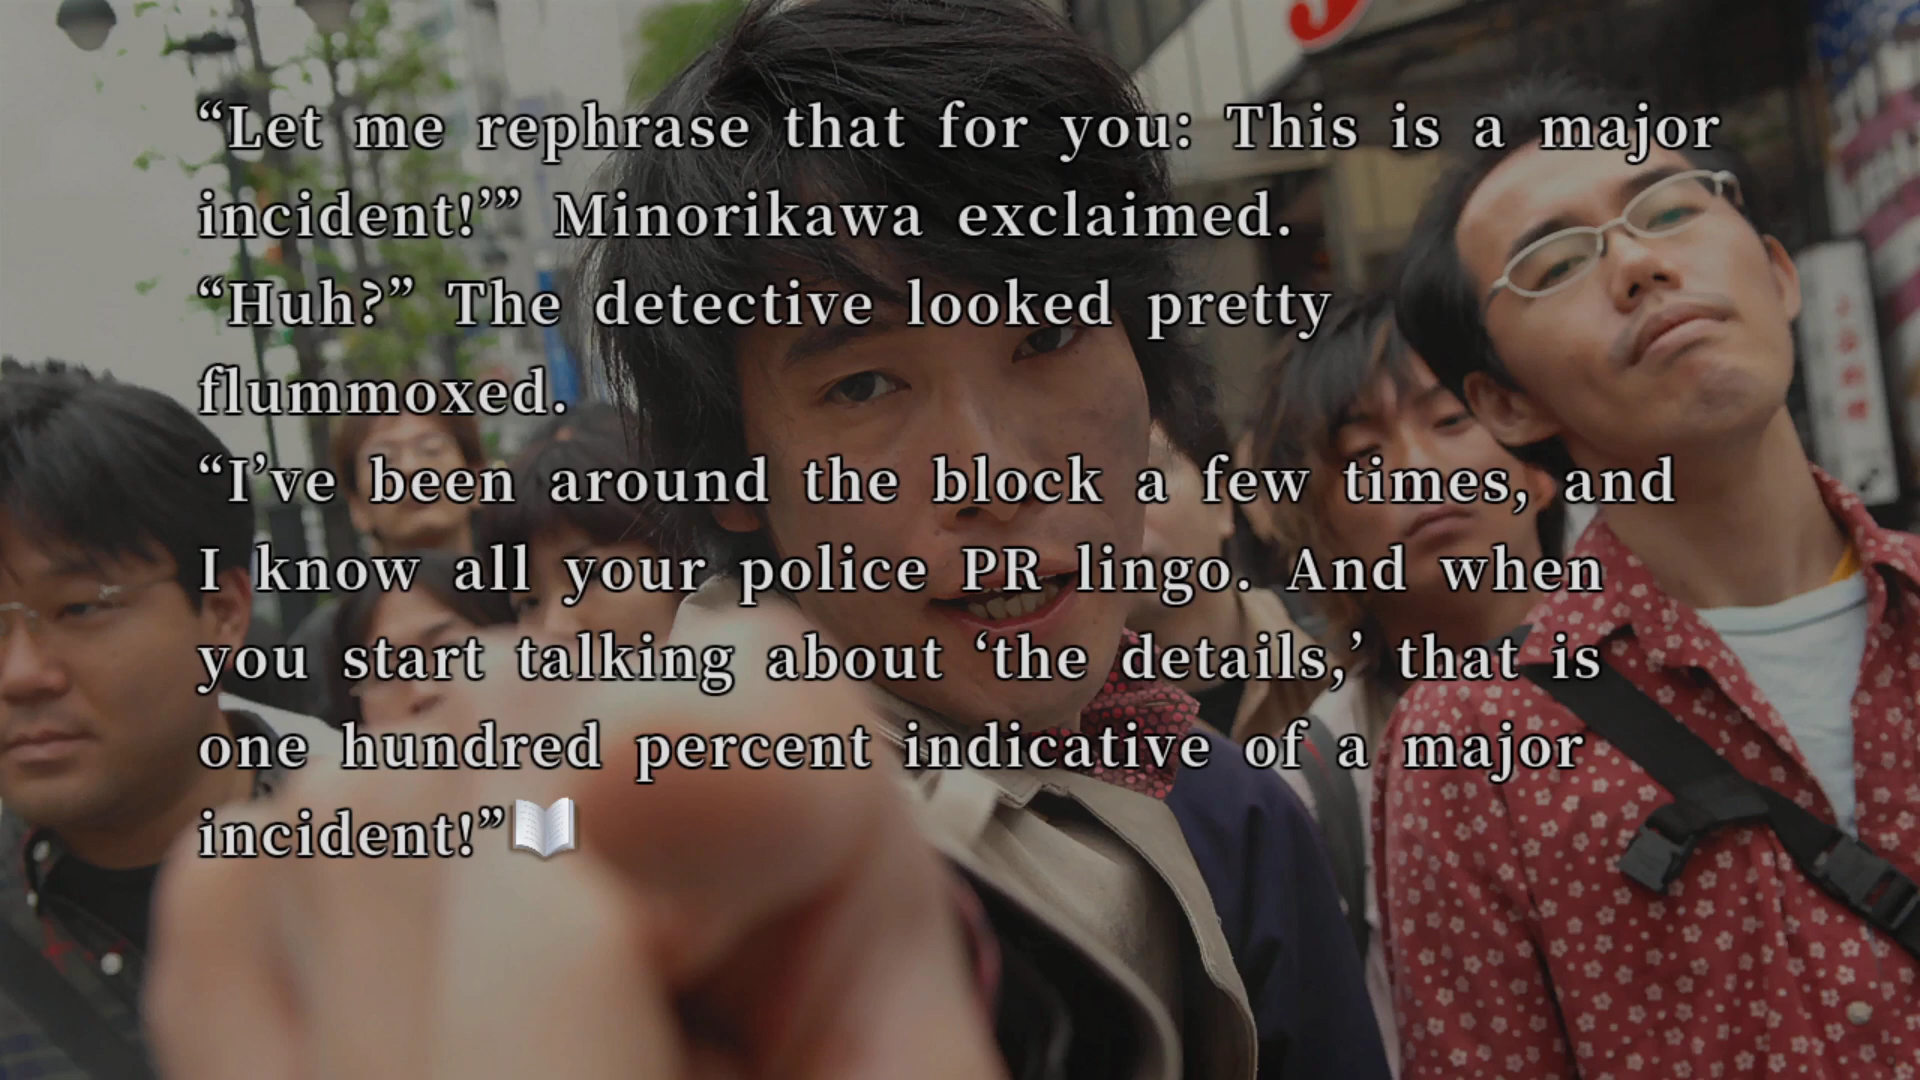 “Let me rephrase that for you: This is a major
incident!’” Minorikawa exclaimed.
“Huh?” The detective looked pretty
flummoxed.
“I’ve been around the block a few times, and
I know all your police PR lingo. And when
you start talking about ‘the details,’ that is
one hundred percent indicative of a major
incident!”